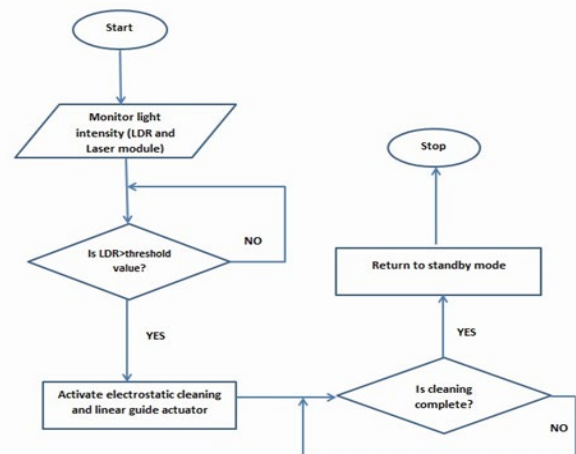 Start
Monitor light
intensity (LDR and
Laser module)
Is LDR>threshold
value?
NO
YES
Activate electrostatic cleaning
and linear guide actuator
Is cleaning
complete?
NO
YES
Return to standby mode
Stop